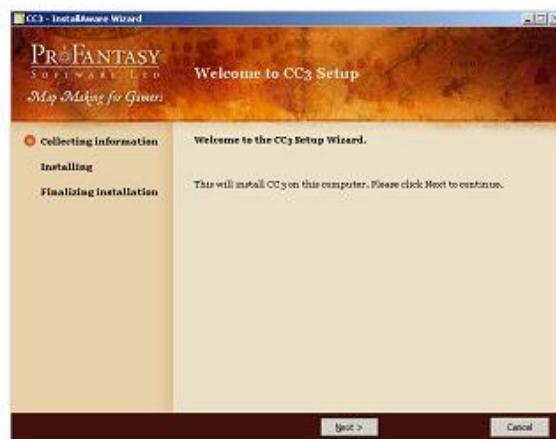 CC3 - InstallAware Wizard
PROFANTASY
SOFTWARE LTD
Map Making for Gamers
Welcome to CC3 Setup
Collecting information
Installing
Finalizing installation
Welcome to the CC3 Setup Wizard.
This will install CC3 on this computer. Please click Next to continue.
Next >
Cancel